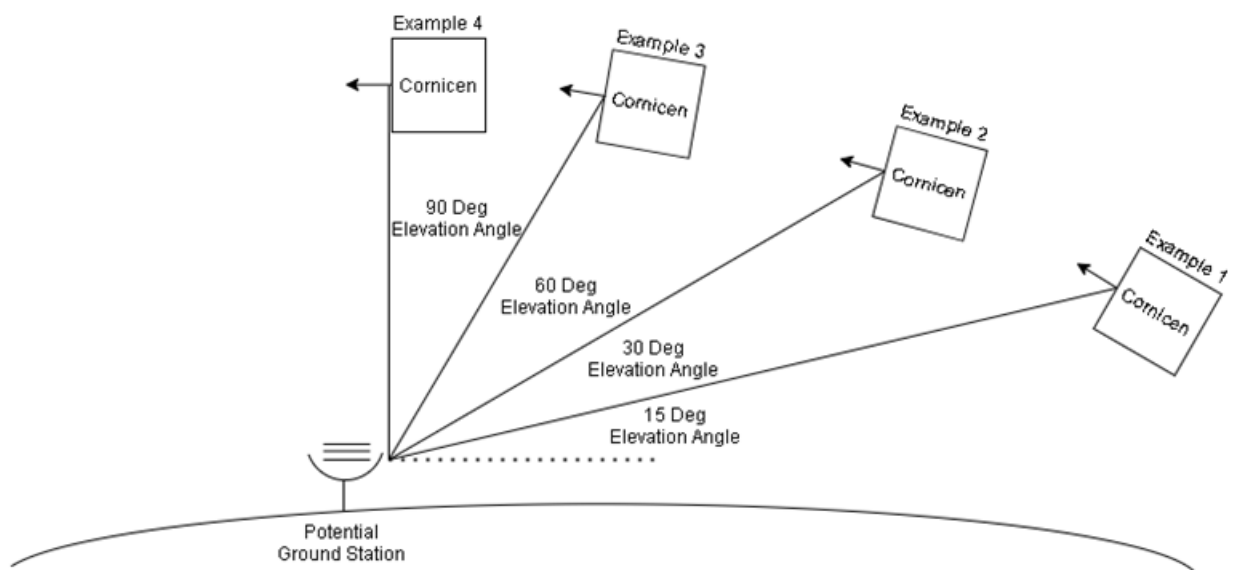 Example 4
Cornicen
Example 3
Cornicen
Example 2
Cornicen
Example 1
Cornicen
90 Deg
Elevation Angle
60 Deg
Elevation Angle
30 Deg
Elevation Angle
15 Deg
Elevation Angle
Potential
Ground Station